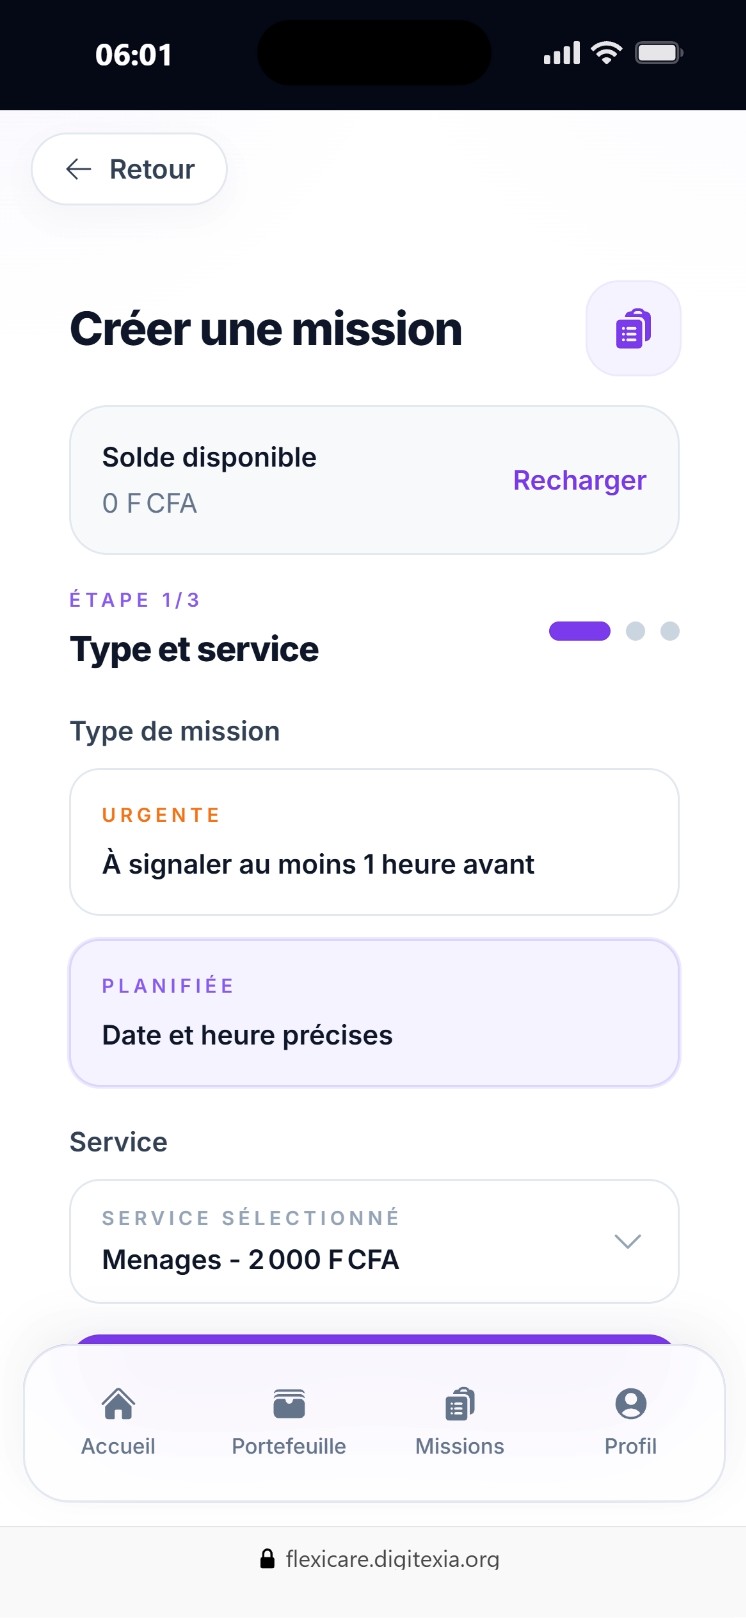 06:01
Retour
Créer une mission
Solde disponible
0 F CFA
Recharger
ÉTAPE 1/3
Type et service
Type de mission
URGENTE
À signaler au moins 1 heure avant
PLANIFIÉE
Date et heure précises
Service
SERVICE SÉLECTIONNÉ
Menages - 2 000 F CFA
Accueil
Portefeuille
Missions
Profil
flexicare.digitexia.org